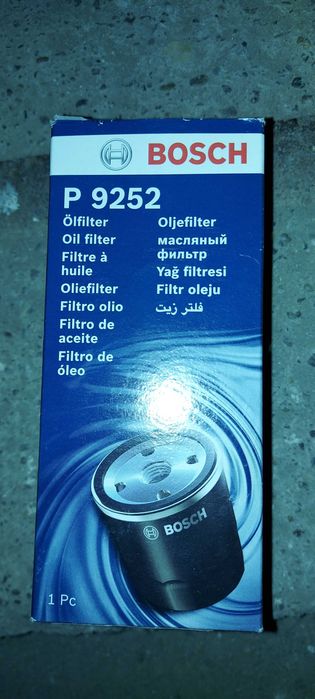 BOSCH
P 9252
Ölfilter
Oil filter
Filtre à
huile
Oliefilter
Filtro olio
Filtro de
aceite
Filtro de
óleo
Oljefilter
масляный
фильтр
Yağ filtresi
Filtr oleju
فلتر زيت
BOSCH
1 Pc